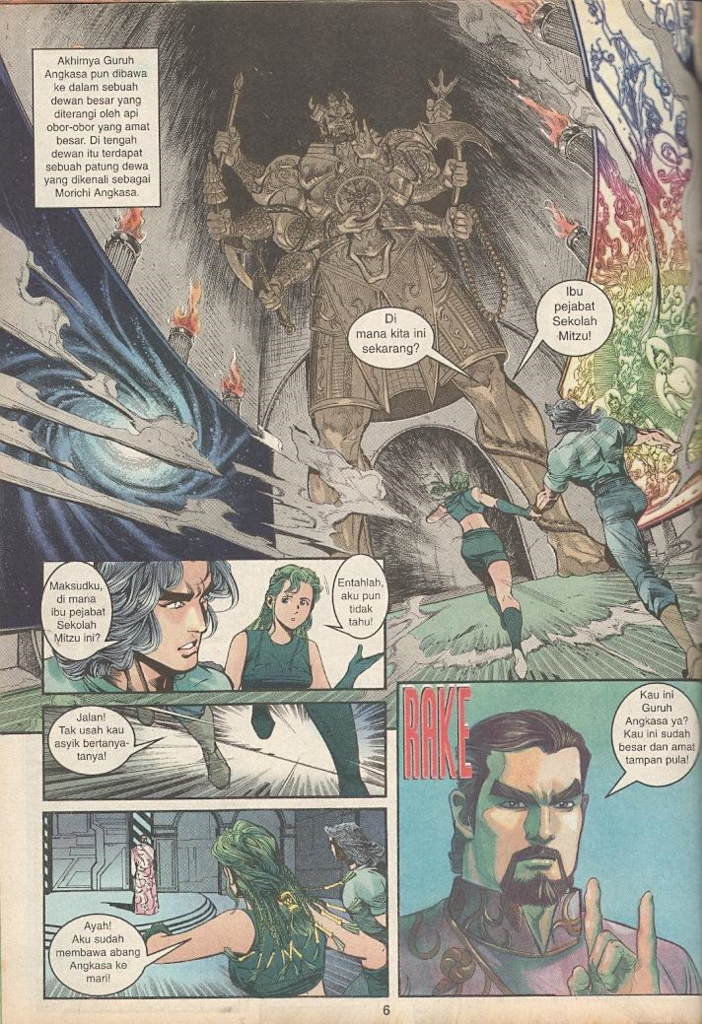 Akhirnya Guruh
Angkasa pun dibawa
ke dalam sebuah
dewan besar yang
diterangi oleh api
obor-obor yang amat
besar. Di tengah
dewan itu terdapat
sebuah patung dewa
yang dikenali sebagai
Morichi Angkasa.
Di
mana kita ini
sekarang?
Ibu
pejabat
Sekolah
Mitzu!
Maksudku,
di mana
ibu pejabat
Sekolah
Mitzu ini?
Entahlah,
aku pun
tidak
tahu!
Jalan!
Tak usah kau
asyik bertanya-
tanya!
Ayah!
Aku sudah
membawa abang
Angkasa ke
mari!
RAKE
Kau ini
Guruh
Angkasa ya?
Kau ini sudah
besar dan amat
tampan pula!
6